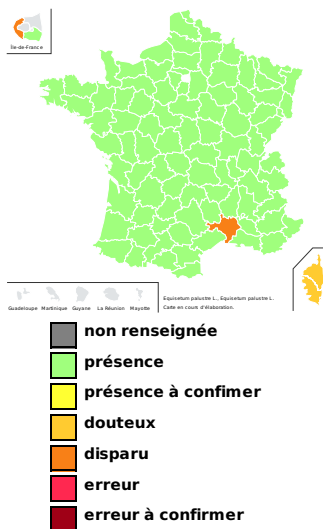 Île-de-France
Guadeloupe Martinique Guyane La Réunion Mayotte
Equisetum palustre L., Equisetum palustre L.
Carte en cours d'élaboration.
non renseignée
présence
présence à confimer
douteux
disparu
erreur
erreur à confirmer